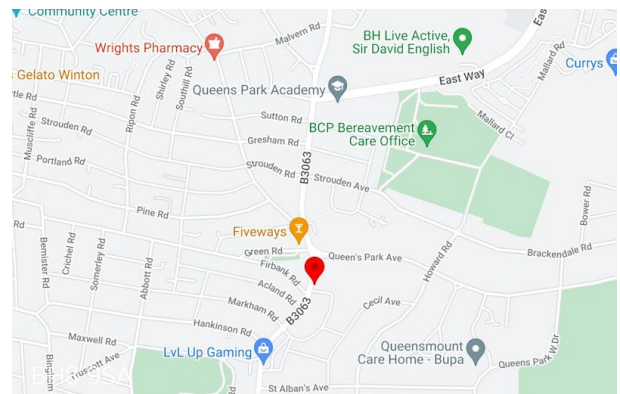 Community Centre
East
Malvern Rd
BH Live Active,
Sir David English
Wrights Pharmacy
Mallard Rd
Currys
s Gelato Winton
Shirley Rd
Southill Rd
East Way
Queens Park Academy
tle Rd
Ripon Rd
Muscliffe Rd
Strouden Rd
Sutton Rd
Mallard Cl
BCP Bereavement
Care Office
Gresham Rd
B3063
Portland Rd
Strouden Rd
Strouden Ave
Bower Rd
Pine Rd
Fiveways
Howard Rd
Bemister Rd
Crichel Rd
Somerley Rd
Abbott Rd
Green Rd
Queen's Park Ave
Brackendale Rd
Firbank Rd
Acland Rd
Markham Rd
B3063
Cecil Ave
Hankinson Rd
Maxwell Rd
LvL Up Gaming
Queensmount
Care Home - Bupa
Queens Park W Dr
Truscott Ave
St Alban's Ave